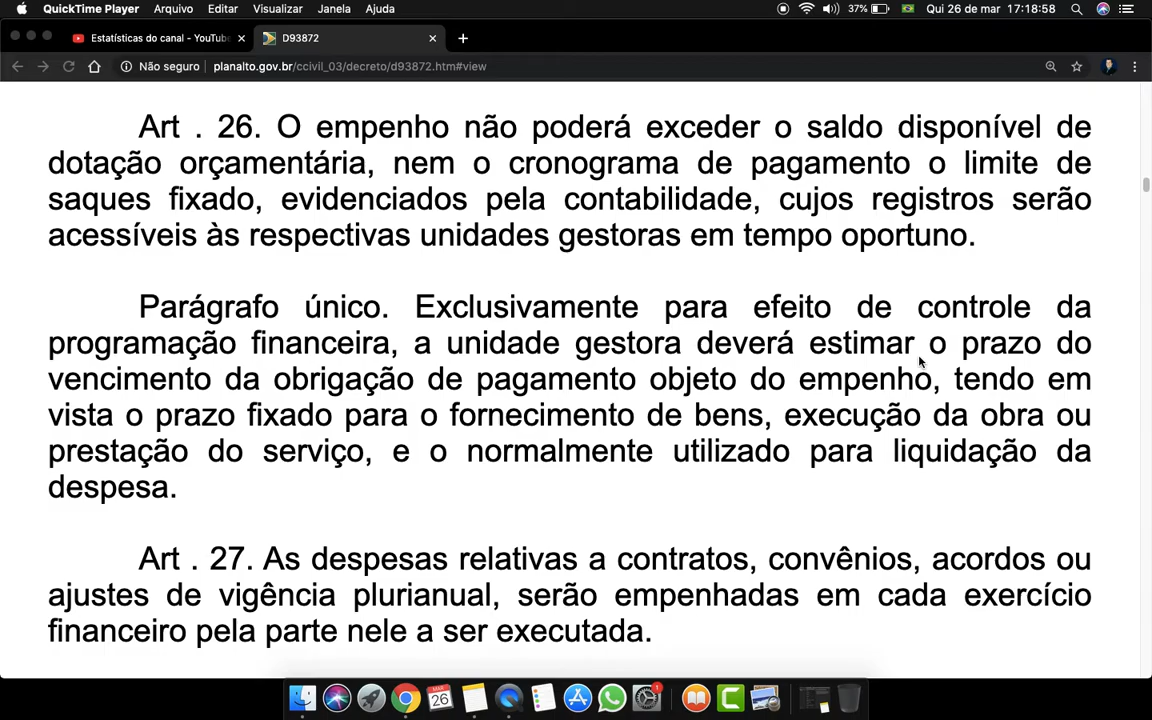 QuickTime Player Arquivo Editar Visualizar Janela Ajuda 37% Qui 26 de mar 17:18:58
Estatísticas do canal - YouTube D93872
Não seguro planalto.gov.br/ccivil_03/decreto/d93872.htm#view
Art . 26. O empenho não poderá exceder o saldo disponível de
dotação orçamentária, nem o cronograma de pagamento o limite de
saques fixado, evidenciados pela contabilidade, cujos registros serão
acessíveis às respectivas unidades gestoras em tempo oportuno.
Parágrafo único. Exclusivamente para efeito de controle da
programação financeira, a unidade gestora deverá estimar o prazo do
vencimento da obrigação de pagamento objeto do empenho, tendo em
vista o prazo fixado para o fornecimento de bens, execução da obra ou
prestação do serviço, e o normalmente utilizado para liquidação da
despesa.
Art . 27. As despesas relativas a contratos, convênios, acordos ou
ajustes de vigência plurianual, serão empenhadas em cada exercício
financeiro pela parte nele a ser executada.
26
1